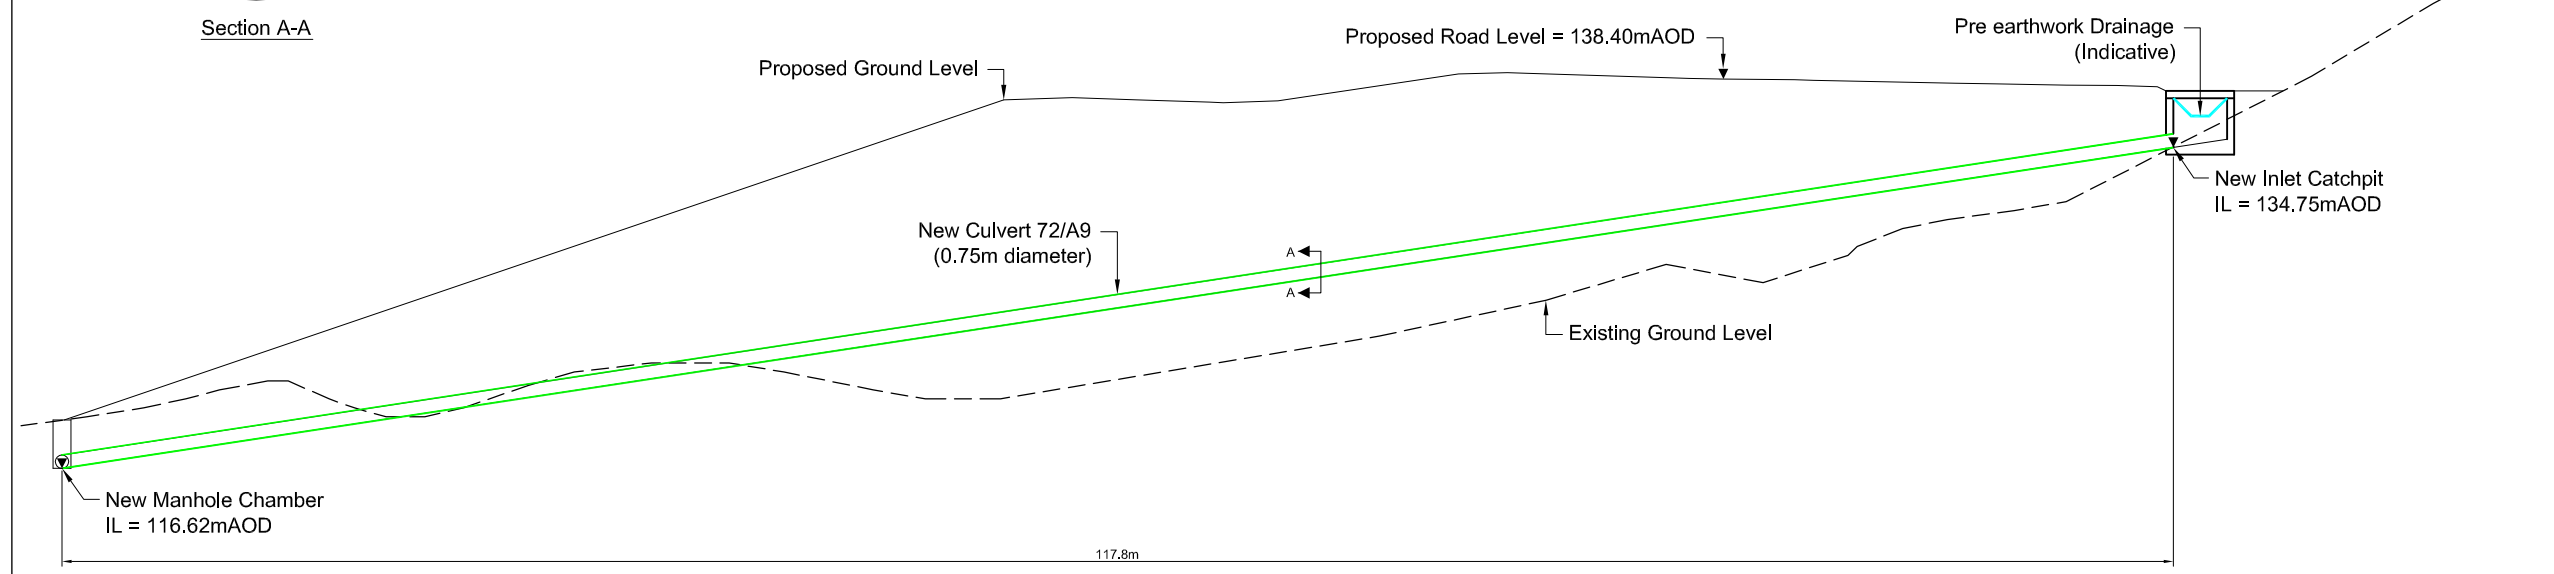 Section A-A
Proposed Ground Level
Proposed Road Level = 138.40mAOD
Pre earthwork Drainage
(Indicative)
New Inlet Catchpit
IL = 134.75mAOD
New Culvert 72/A9
(0.75m diameter)
A
A
Existing Ground Level
New Manhole Chamber
IL = 116.62mAOD
117.8m